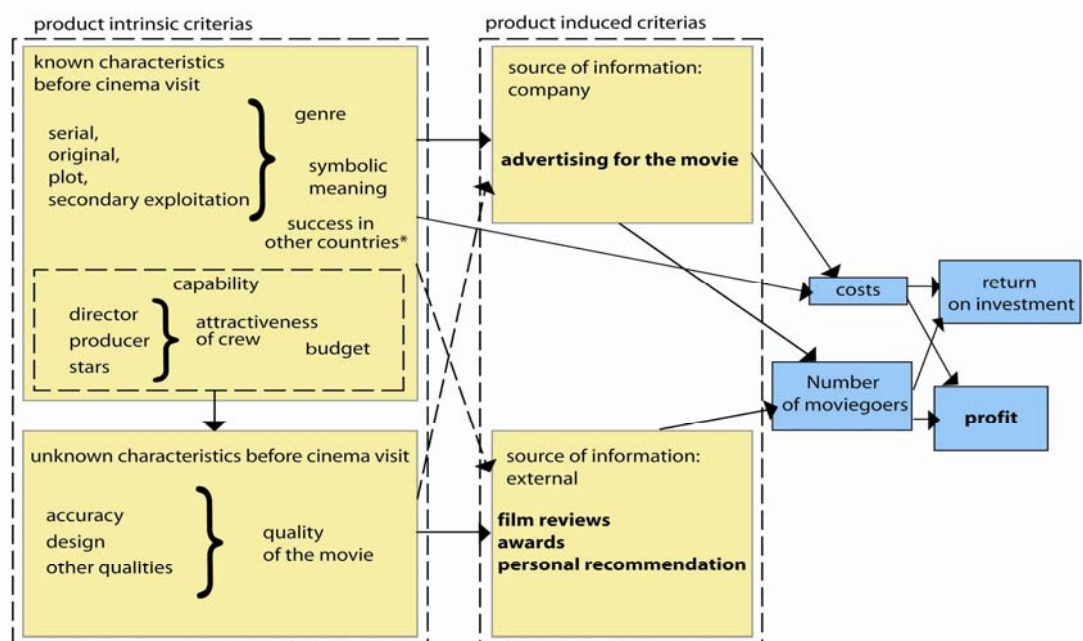 product intrinsic criterias
known characteristics
before cinema visit
serial,
original,
plot,
secondary exploitation
genre
symbolic
meaning
success in
other countries*
capability
director
producer
stars
attractiveness
of crew
budget
unknown characteristics before cinema visit
accuracy
design
other qualities
quality
of the movie
product induced criterias
source of information:
company
advertising for the movie
source of information:
external
film reviews
awards
personal recommendation
costs
Number
of moviegoers
return
on investment
profit